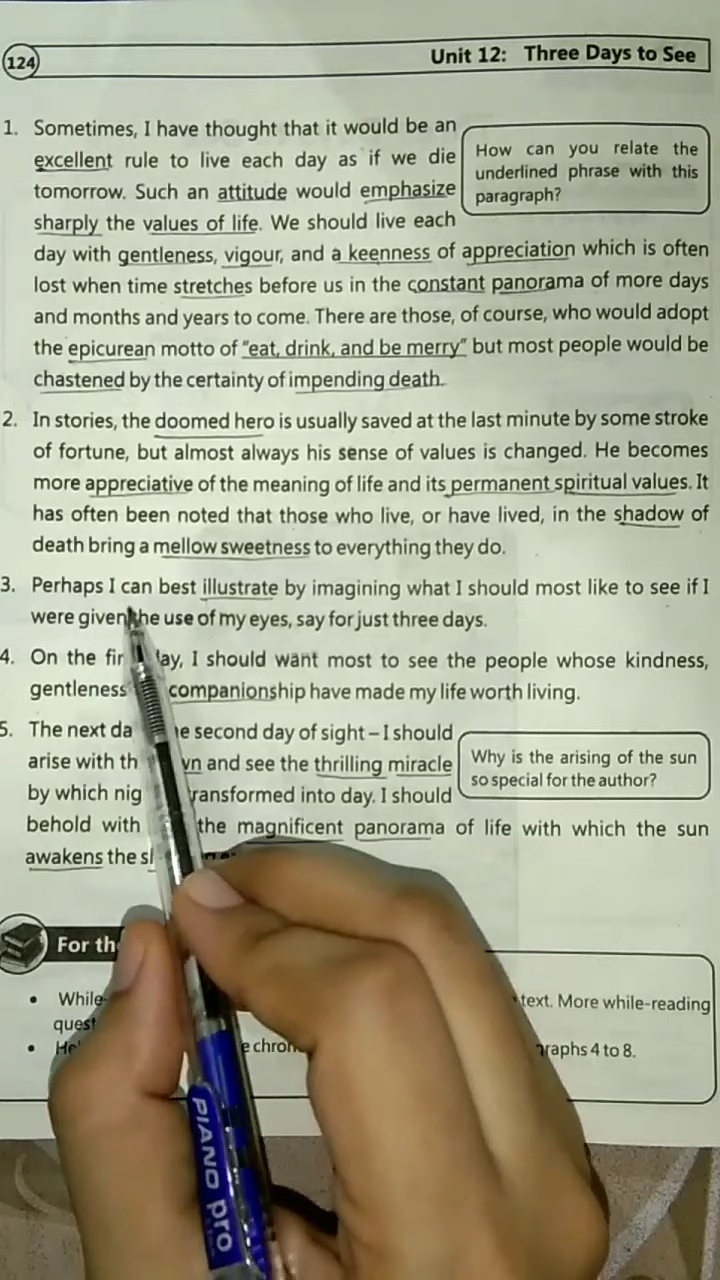 124
Unit 12: Three Days to See
1. Sometimes, I have thought that it would be an
excellent rule to live each day as if we die
tomorrow. Such an attitude would emphasize
sharply the values of life. We should live each
How can you relate the
underlined phrase with this
paragraph?
day with gentleness, vigour, and a keenness of appreciation which is often
lost when time stretches before us in the constant panorama of more days
and months and years to come. There are those, of course, who would adopt
the epicurean motto of "eat, drink, and be merry" but most people would be
chastened by the certainty of impending death.
2. In stories, the doomed hero is usually saved at the last minute by some stroke
of fortune, but almost always his sense of values is changed. He becomes
more appreciative of the meaning of life and its permanent spiritual values. It
has often been noted that those who live, or have lived, in the shadow of
death bring a mellow sweetness to everything they do.
3. Perhaps I can best illustrate by imagining what I should most like to see if I
were given the use of my eyes, say for just three days.
4. On the day, I should want most to see the people whose kindness,
gentleness companionship have made my life worth living.
5. The next second day of sight – I should
arise with and see the thrilling miracle
by which transformed into day. I should
Why is the arising of the sun
so special for the author?
behold with the magnificent panorama of life with which the sun
awakens the
For
While
text. More while-reading
4 to 8.
PIANO pro